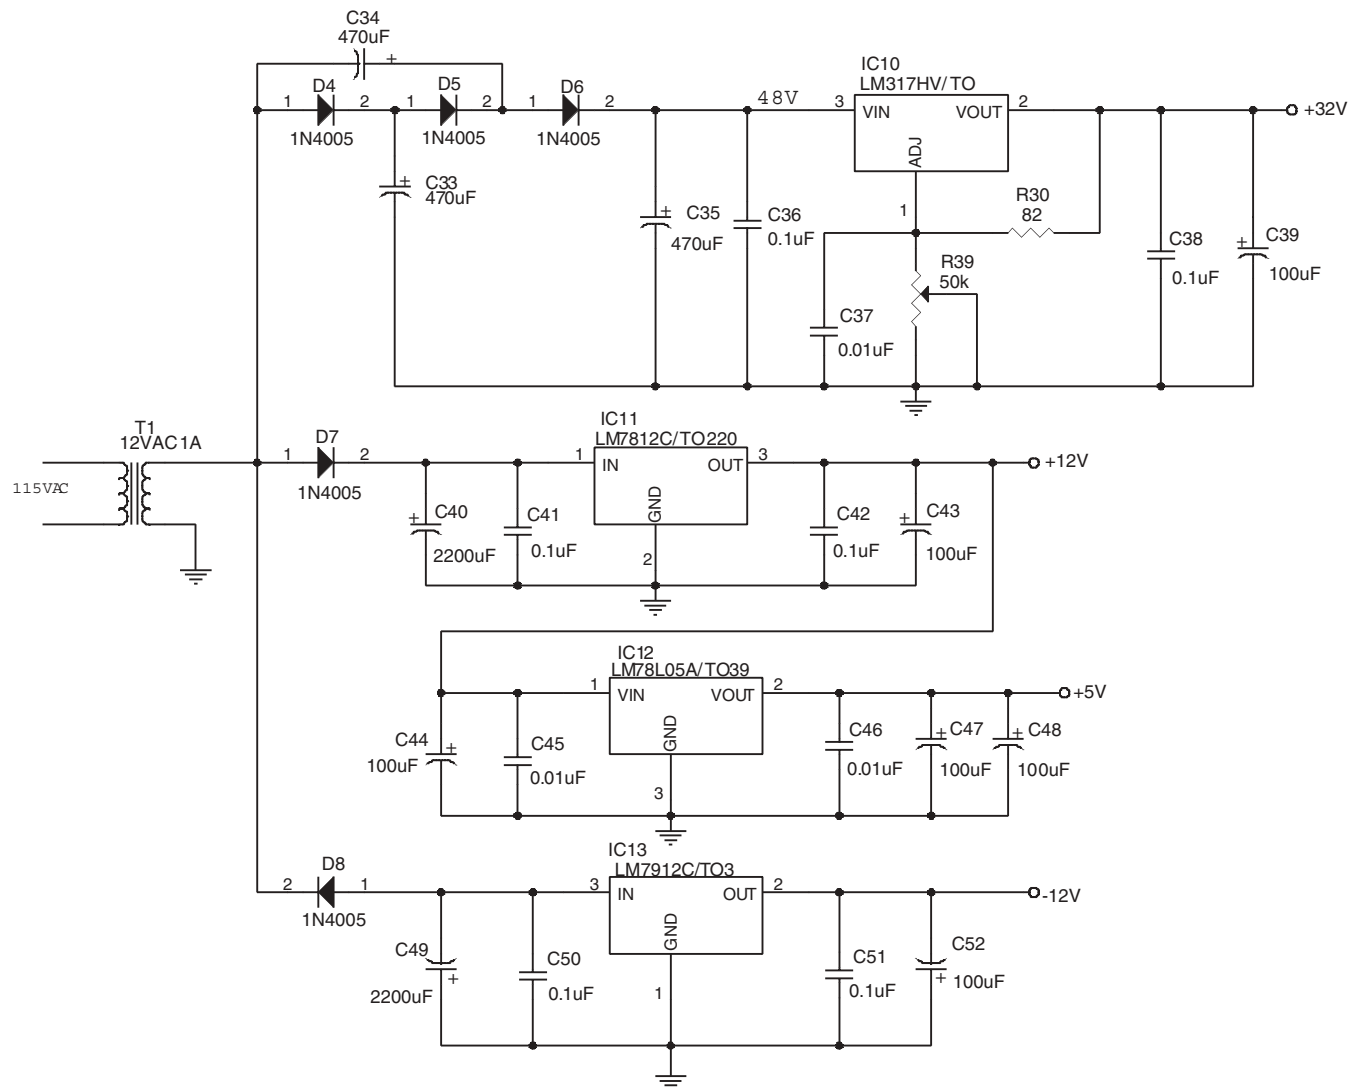 C34
470uF
+
D4
D5
D6
1 2 1 2 1 2
1N4005
1N4005
1N4005
48V
IC10
LM317HV/TO
3 VIN VOUT 2
ADJ
1
+32V
+
C33
470uF
+
C35
470uF
C36
0.1uF
R30
82
R39
50k
C37
0.01uF
C38
0.1uF
+
C39
100uF
T1
12VAC1A
115VAC
D7
1 2
1N4005
IC11
LM7812C/TO220
1 IN OUT 3
GND
2
+12V
+
C40
2200uF
C41
0.1uF
C42
0.1uF
+
C43
100uF
IC12
LM78L05A/TO39
1 VIN VOUT 2
GND
3
+5V
C44
+
100uF
C45
0.01uF
C46
0.01uF
+
C47
100uF
+
C48
100uF
D8
2 1
1N4005
IC13
LM7912C/TO3
3 IN OUT 2
GND
1
-12V
C49
+
2200uF
C50
0.1uF
C51
0.1uF
C52
+
100uF